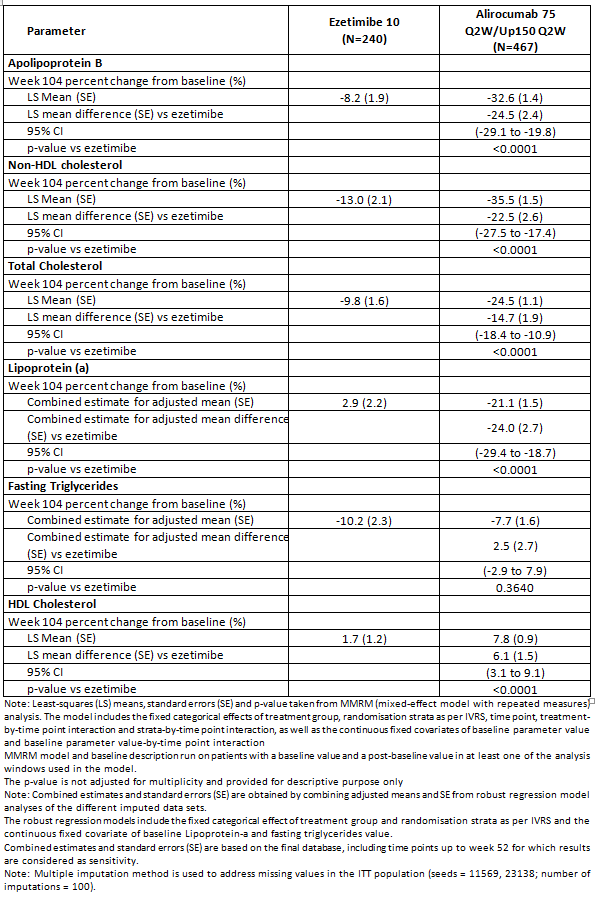 Parameter
Ezetimibe 10
(N=240)
Alirocumab 75
Q2W/Up150 Q2W
(N=467)
Apolipoprotein B
Week 104 percent change from baseline (%)
LS Mean (SE) -8.2 (1.9) -32.6 (1.4)
LS mean difference (SE) vs ezetimibe -24.5 (2.4)
95% CI (-29.1 to -19.8)
p-value vs ezetimibe <0.0001
Non-HDL cholesterol
Week 104 percent change from baseline (%)
LS Mean (SE) -13.0 (2.1) -35.5 (1.5)
LS mean difference (SE) vs ezetimibe -22.5 (2.6)
95% CI (-27.5 to -17.4)
p-value vs ezetimibe <0.0001
Total Cholesterol
Week 104 percent change from baseline (%)
LS Mean (SE) -9.8 (1.6) -24.5 (1.1)
LS mean difference (SE) vs ezetimibe -14.7 (1.9)
95% CI (-18.4 to -10.9)
p-value vs ezetimibe <0.0001
Lipoprotein (a)
Week 104 percent change from baseline (%)
Combined estimate for adjusted mean (SE) 2.9 (2.2) -21.1 (1.5)
Combined estimate for adjusted mean difference
(SE) vs ezetimibe -24.0 (2.7)
95% CI (-29.4 to -18.7)
p-value vs ezetimibe <0.0001
Fasting Triglycerides
Week 104 percent change from baseline (%)
Combined estimate for adjusted mean (SE) -10.2 (2.3) -7.7 (1.6)
Combined estimate for adjusted mean difference
(SE) vs ezetimibe 2.5 (2.7)
95% CI (-2.9 to 7.9)
p-value vs ezetimibe 0.3640
HDL Cholesterol
Week 104 percent change from baseline (%)
LS Mean (SE) 1.7 (1.2) 7.8 (0.9)
LS mean difference (SE) vs ezetimibe 6.1 (1.5)
95% CI (3.1 to 9.1)
p-value vs ezetimibe <0.0001
Note: Least-squares (LS) means, standard errors (SE) and p-value taken from MMRM (mixed-effect model with repeated measures)
analysis. The model includes the fixed categorical effects of treatment group, randomisation strata as per IVRS, time point, treatment-
by-time point interaction and strata-by-time point interaction, as well as the continuous fixed covariates of baseline parameter value
and baseline parameter value-by-time point interaction
MMRM model and baseline description run on patients with a baseline value and a post-baseline value in at least one of the analysis
windows used in the model.
The p-value is not adjusted for multiplicity and provided for descriptive purpose only
Note: Combined estimates and standard errors (SE) are obtained by combining adjusted means and SE from robust regression model
analyses of the different imputed data sets.
The robust regression models include the fixed categorical effect of treatment group and randomisation strata as per IVRS and the
continuous fixed covariate of baseline Lipoprotein-a and fasting triglycerides value.
Combined estimates and standard errors (SE) are based on the final database, including time points up to week 52 for which results
are considered as sensitivity.
Note: Multiple imputation method is used to address missing values in the ITT population (seeds = 11569, 23138; number of
imputations = 100).